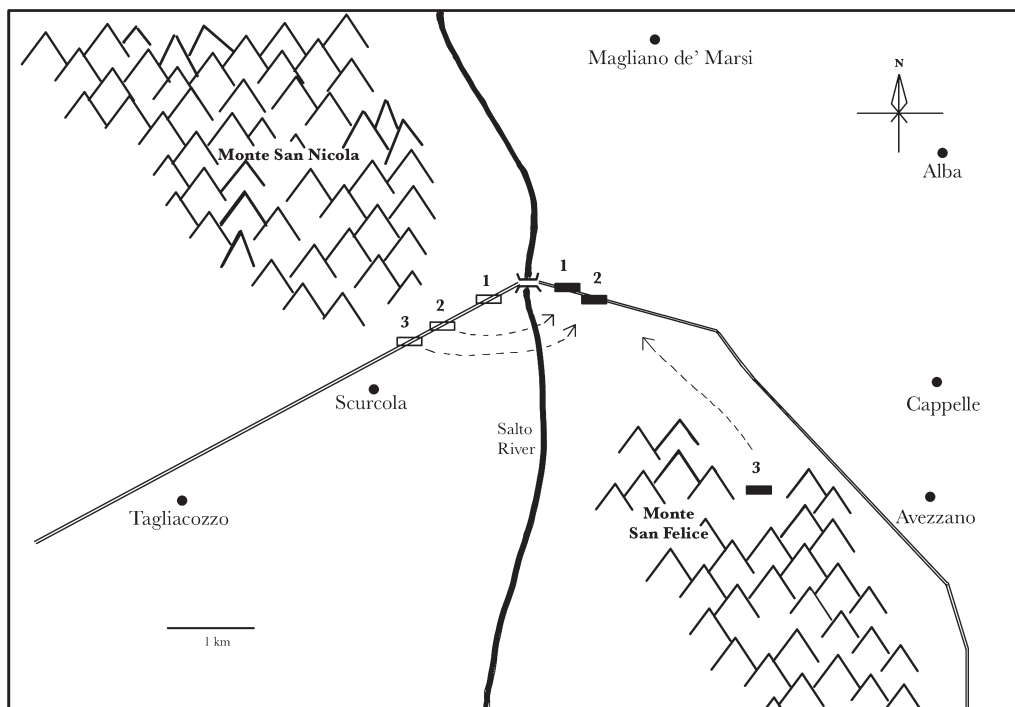 Magliano de' Marsi
N
Alba
Monte San Nicola
1
2
3
1
2
Scurcola
Cappelle
Salto
River
3
Monte
San Felice
Avezzano
Tagliacozzo
1 km